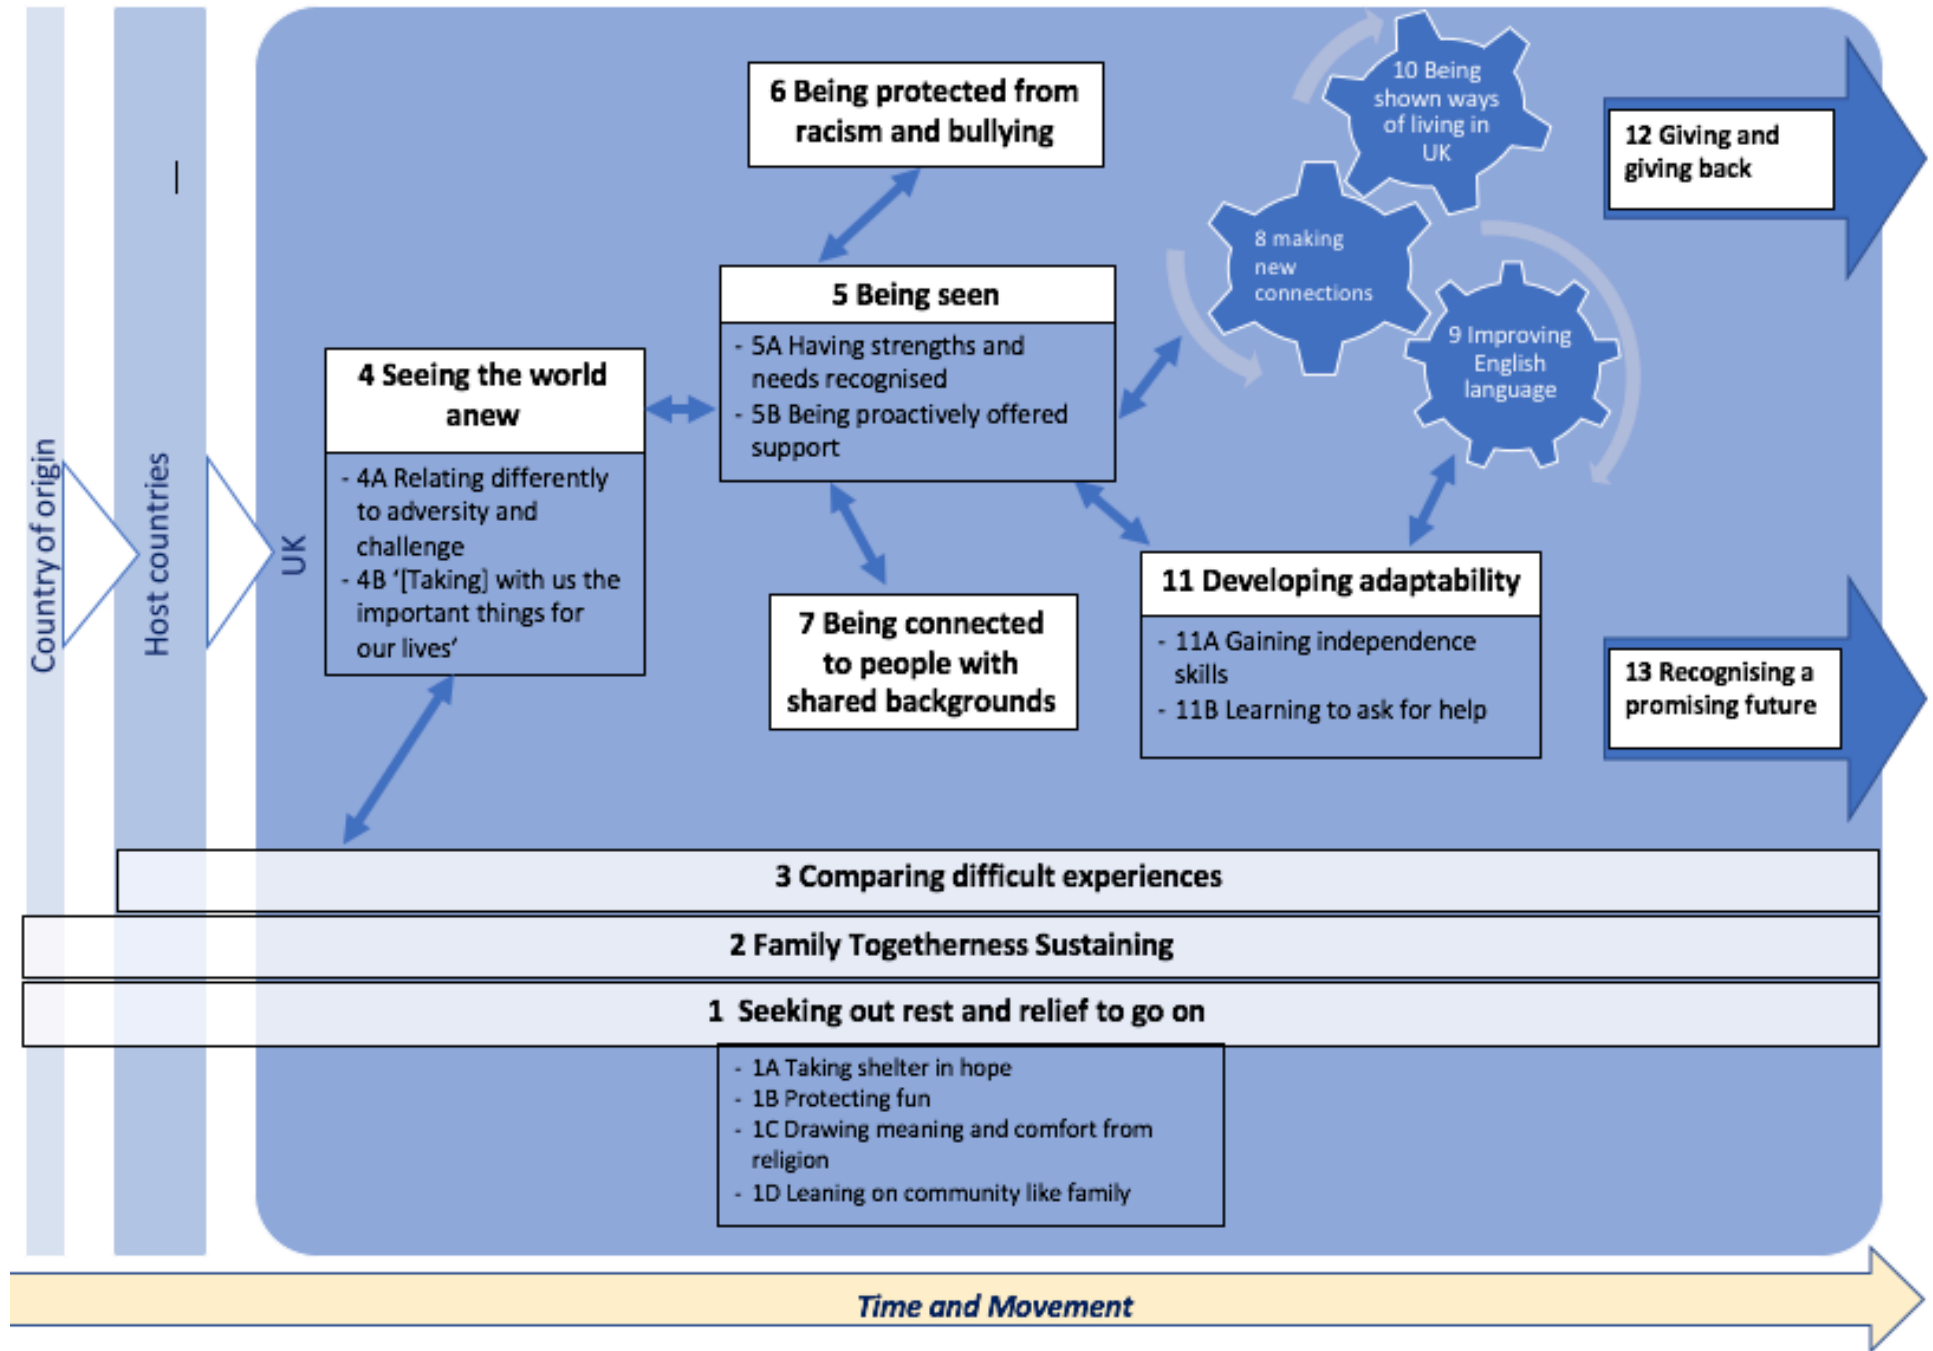 Country of origin
Host countries
UK
6 Being protected from
racism and bullying
10 Being
shown ways
of living in
UK
12 Giving and
giving back
8 making
new
connections
5 Being seen
- 5A Having strengths and
needs recognised
- 5B Being proactively offered
support
9 Improving
English
language
4 Seeing the world
anew
- 4A Relating differently
to adversity and
challenge
- 4B ‘[Taking] with us the
important things for
our lives’
7 Being connected
to people with
shared backgrounds
11 Developing adaptability
- 11A Gaining independence
skills
- 11B Learning to ask for help
13 Recognising a
promising future
3 Comparing difficult experiences
2 Family Togetherness Sustaining
1 Seeking out rest and relief to go on
- 1A Taking shelter in hope
- 1B Protecting fun
- 1C Drawing meaning and comfort from
religion
- 1D Leaning on community like family
Time and Movement